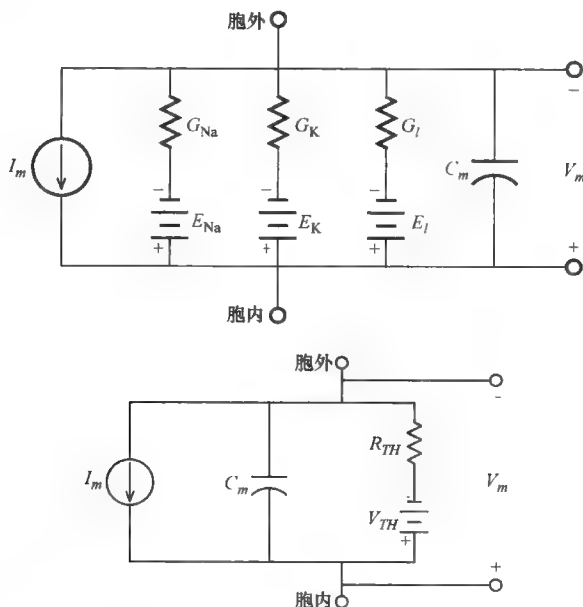 胞外
−
G_Na
G_K
G_l
I_m
C_m
V_m
−
−
−
E_Na
E_K
E_l
+
+
+
+
胞内
胞外
-
R_TH
I_m
C_m
V_m
-
V_TH
+
+
胞内